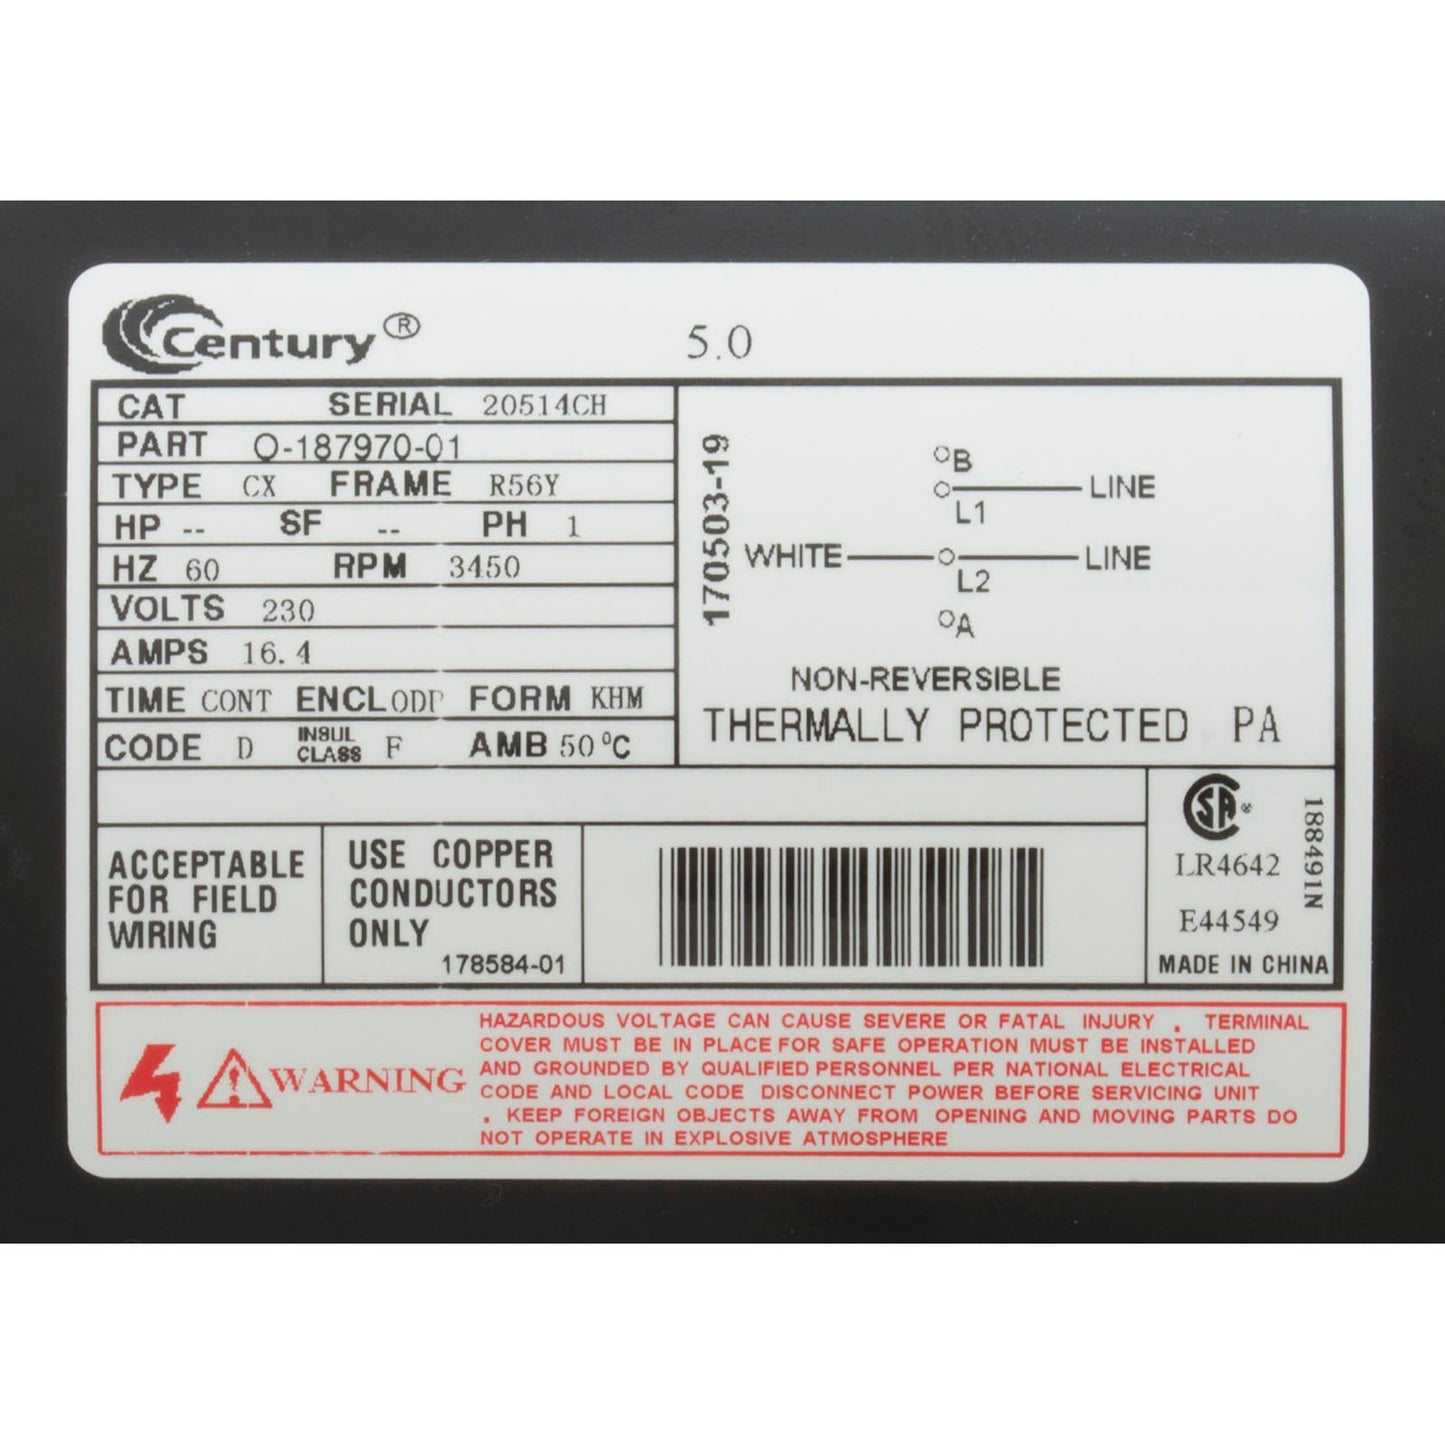 Century® 5.0
CAT SERIAL 20514CH
PART O-187970-01
TYPE CX FRAME R56Y
HP -- SF -- PH 1
HZ 60 RPM 3450
VOLTS 230
AMPS 16.4
TIME CONT ENCL ODP FORM KHM
CODE D INSUL CLASS F AMB 50°C
170503-19
B
LINE
L1
WHITE LINE
L2
A
NON-REVERSIBLE
THERMALLY PROTECTED PA
ACCEPTABLE
FOR FIELD
WIRING
USE COPPER
CONDUCTORS
ONLY
178584-01
SA®
LR4642
E44549
MADE IN CHINA
188491N
WARNING
HAZARDOUS VOLTAGE CAN CAUSE SEVERE OR FATAL INJURY . TERMINAL
COVER MUST BE IN PLACE FOR SAFE OPERATION MUST BE INSTALLED
AND GROUNDED BY QUALIFIED PERSONNEL PER NATIONAL ELECTRICAL
CODE AND LOCAL CODE DISCONNECT POWER BEFORE SERVICING UNIT
. KEEP FOREIGN OBJECTS AWAY FROM OPENING AND MOVING PARTS DO
NOT OPERATE IN EXPLOSIVE ATMOSPHERE